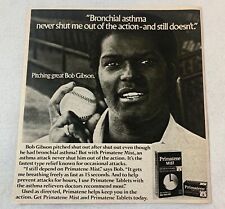 "Bronchial asthma
never shut me out of the action-and still doesn't."
Pitching great Bob Gibson.
Bob Gibson pitched shut out after shut out even though
he had bronchial asthma! But with Primatene Mist, an
asthma attack never shut him out of the action. It's
the fastest type relief known for occasional attacks.
"I still depend on Primatene Mist," says Bob. "It gets
me breathing freely as fast as 15 seconds. And to help
prevent attacks for hours, I use Primatene Tablets with
the asthma relievers doctors recommend most."
Used as directed, Primatene helps keep you in the
action. Get Primatene Mist and Primatene Tablets today.
Primatene
Mist